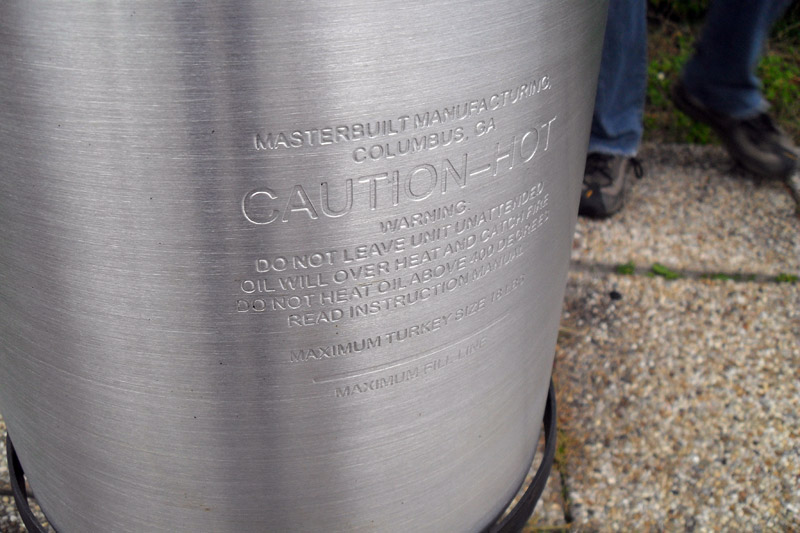 MASTERBUILT MANUFACTURING,
COLUMBUS, GA
CAUTION-HOT
WARNING:
DO NOT LEAVE UNIT UNATTENDED
OIL WILL OVER HEAT AND CATCH FIRE
DO NOT HEAT OIL ABOVE 400 DEGREES
READ INSTRUCTION MANUAL
MAXIMUM TURKEY SIZE 18 LBS
MAXIMUM FILL LINE